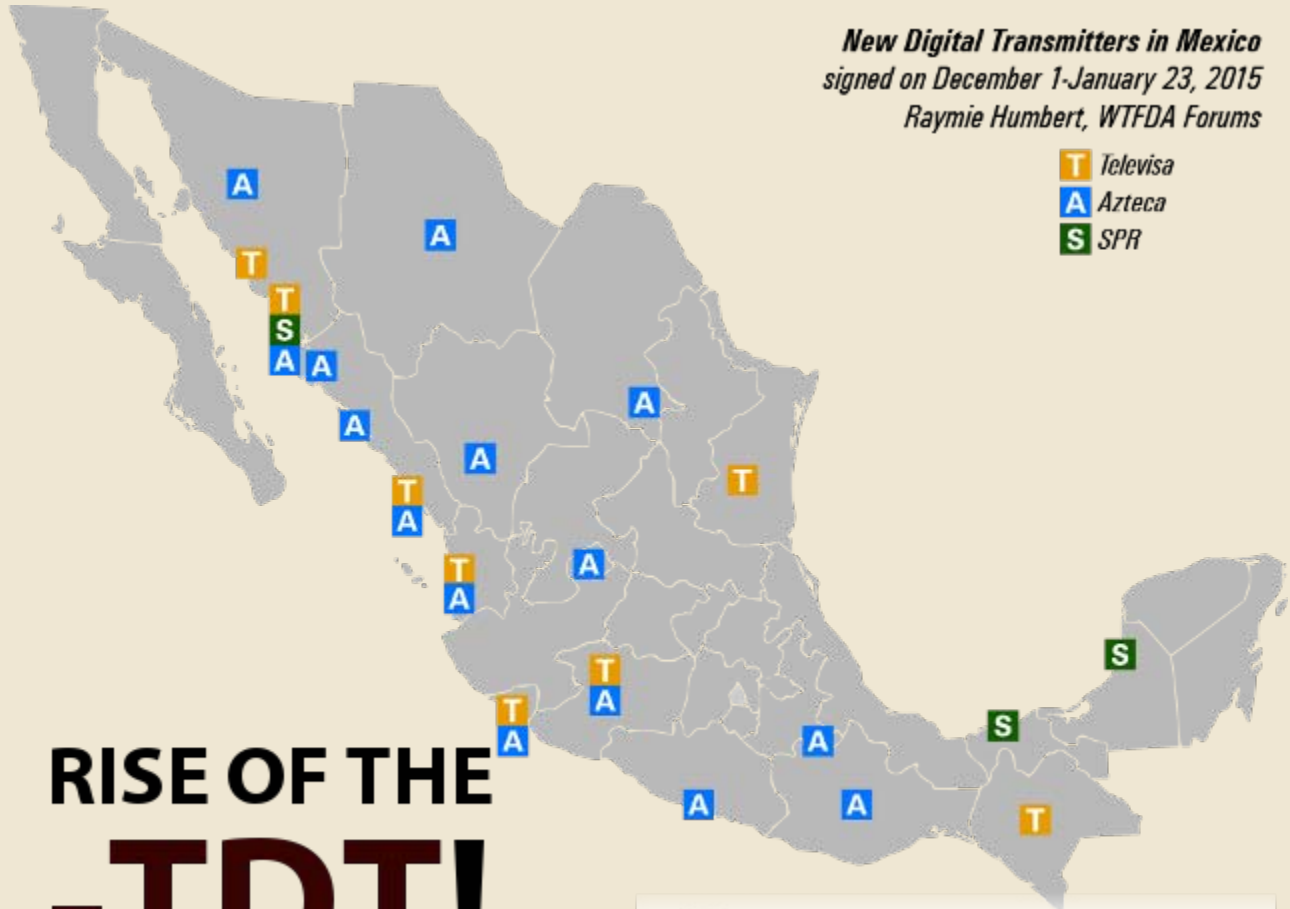 New Digital Transmitters in Mexico
signed on December 1-January 23, 2015
Raymie Humbert, WTFDA Forums
T Televisa
A Azteca
S SPR
A
A
T
T
S
A A
A
A
A
T
T
A
A
T
A
S
T
A
T
A
S
A
A
A
T
RISE OF THE
-TDT!